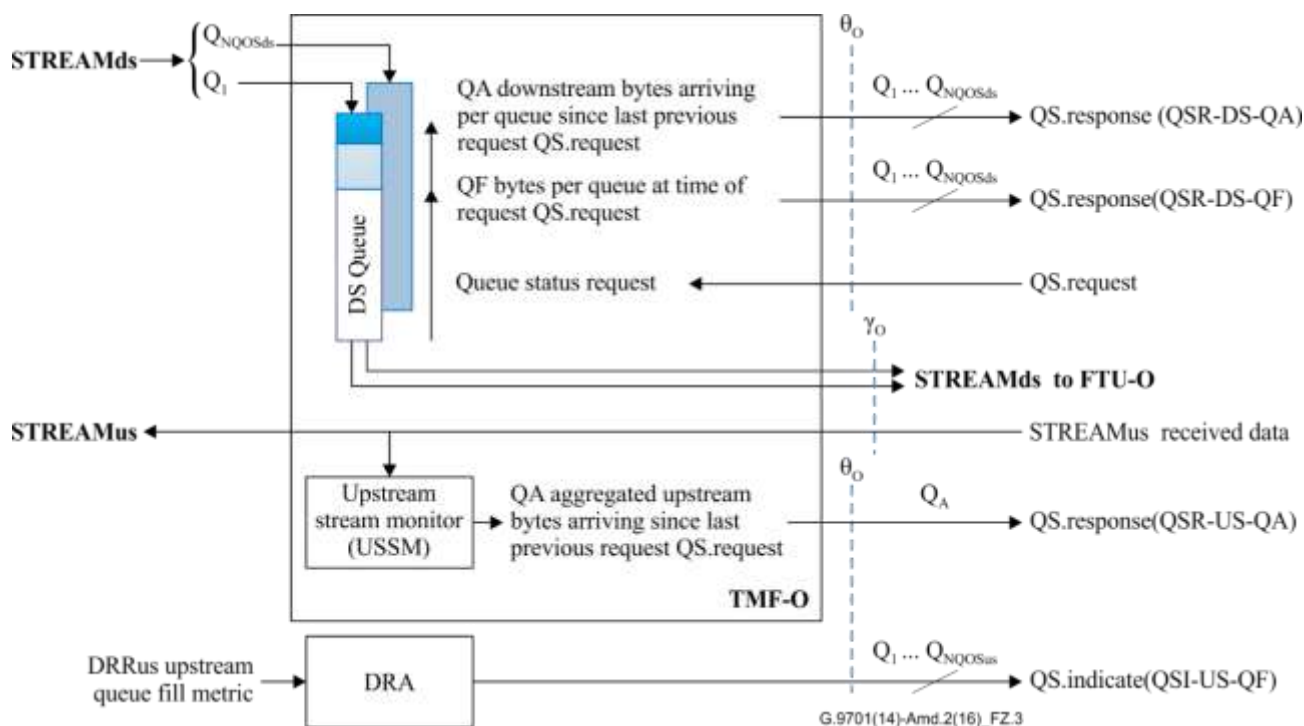 θO
QNQOSds
STREAMds
Q1
QA downstream bytes arriving
per queue since last previous
request QS.request
Q1 ... QNQOSds
QS.response (QSR-DS-QA)
QF bytes per queue at time of
request QS.request
Q1 ... QNQOSds
QS.response(QSR-DS-QF)
DS Queue
Queue status request
QS.request
γO
STREAMds to FTU-O
STREAMus
STREAMus received data
θO
Upstream
stream monitor
(USSM)
QA aggregated upstream
bytes arriving since last
previous request QS.request
QA
QS.response(QSR-US-QA)
TMF-O
DRRus upstream
queue fill metric
DRA
Q1 ... QNQOSus
QS.indicate(QSI-US-QF)
G.9701(14)-Amd.2(16)_FZ.3